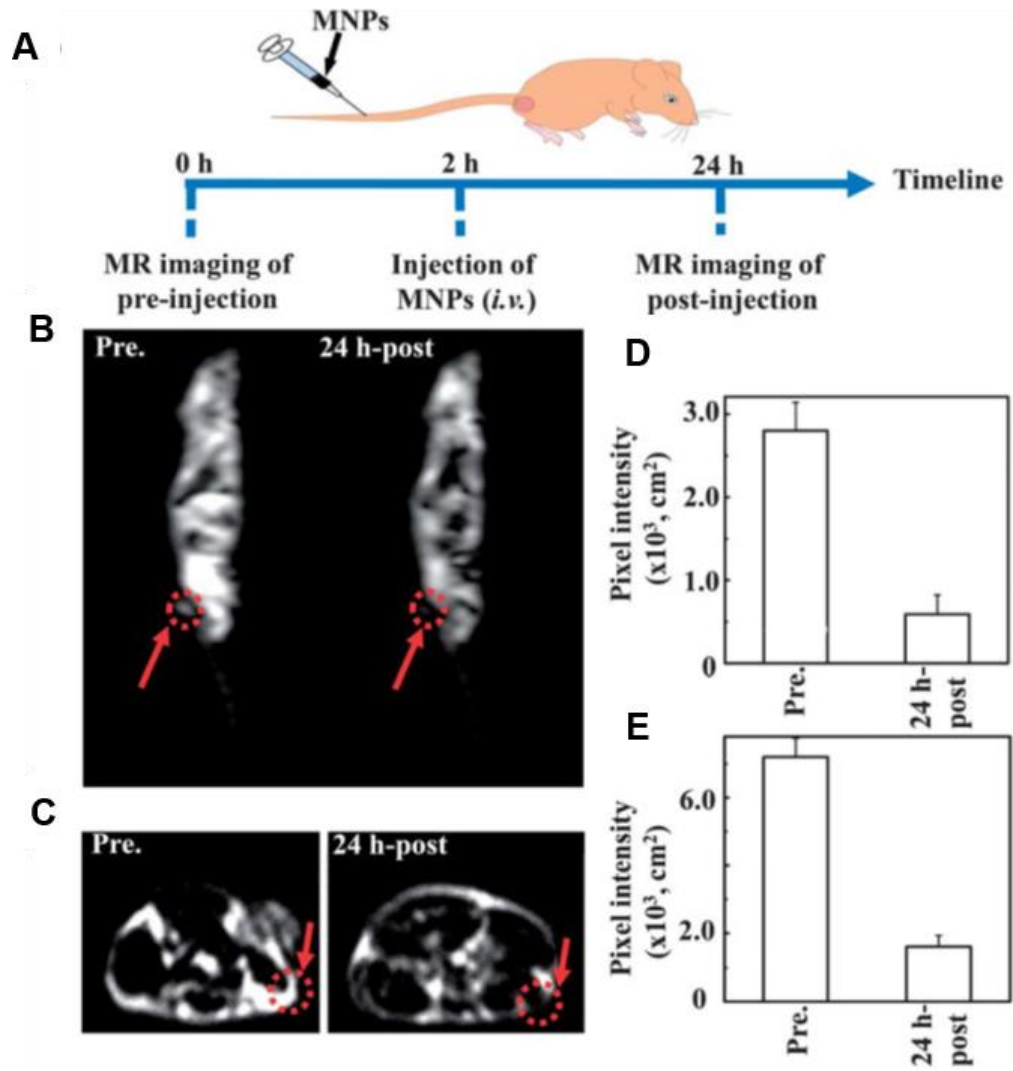 A
MNPs
0 h
2 h
24 h
Timeline
MR imaging of
pre-injection
Injection of
MNPs (i.v.)
MR imaging of
post-injection
B
Pre.
24 h-post
C
Pre.
24 h-post
D
Pixel intensity
(x10³, cm²)
3.0
2.0
1.0
0
Pre.
24 h-
post
E
Pixel intensity
(x10³, cm²)
6.0
2.0
0
Pre.
24 h-
post